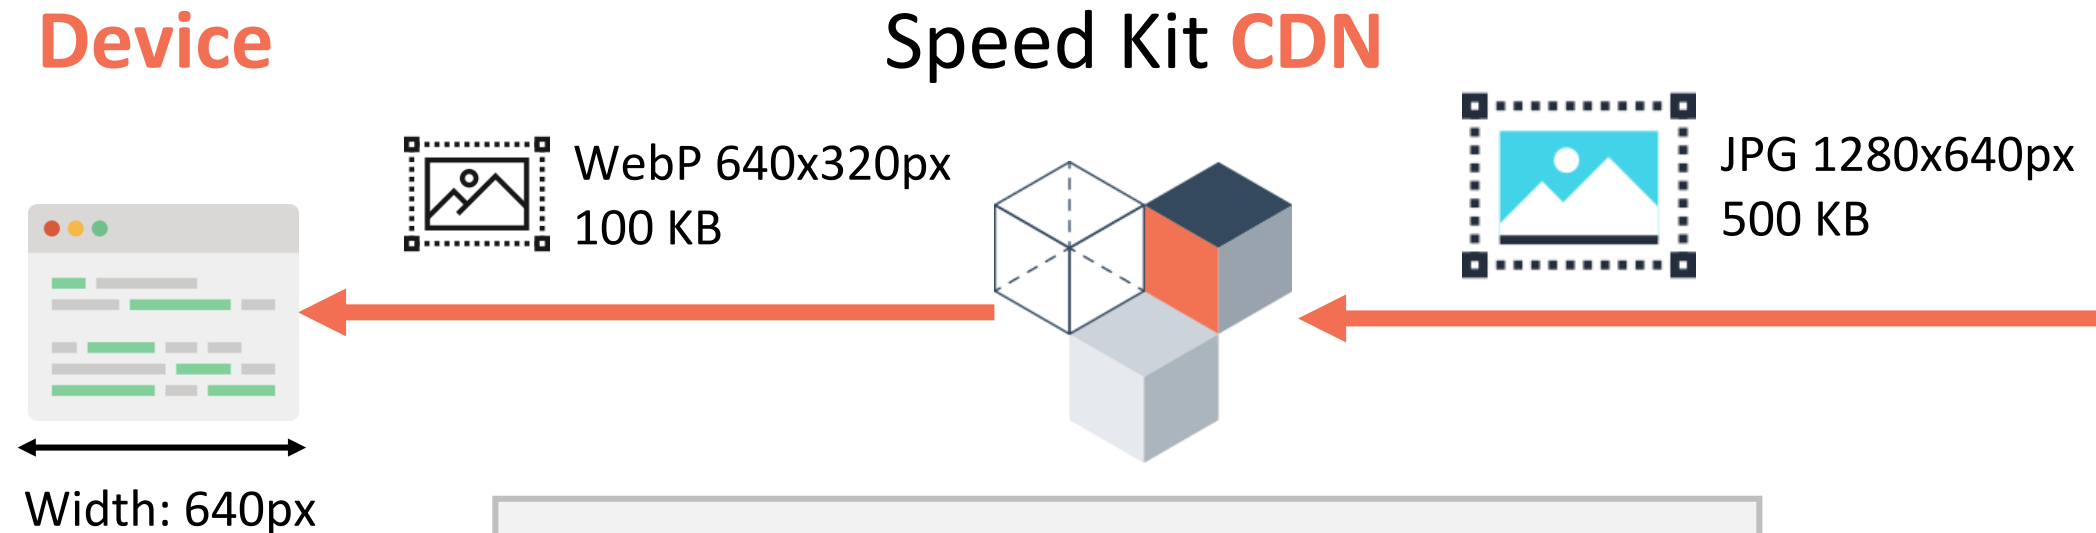 Device
Speed Kit CDN
WebP 640x320px
100 KB
JPG 1280x640px
500 KB
Width: 640px